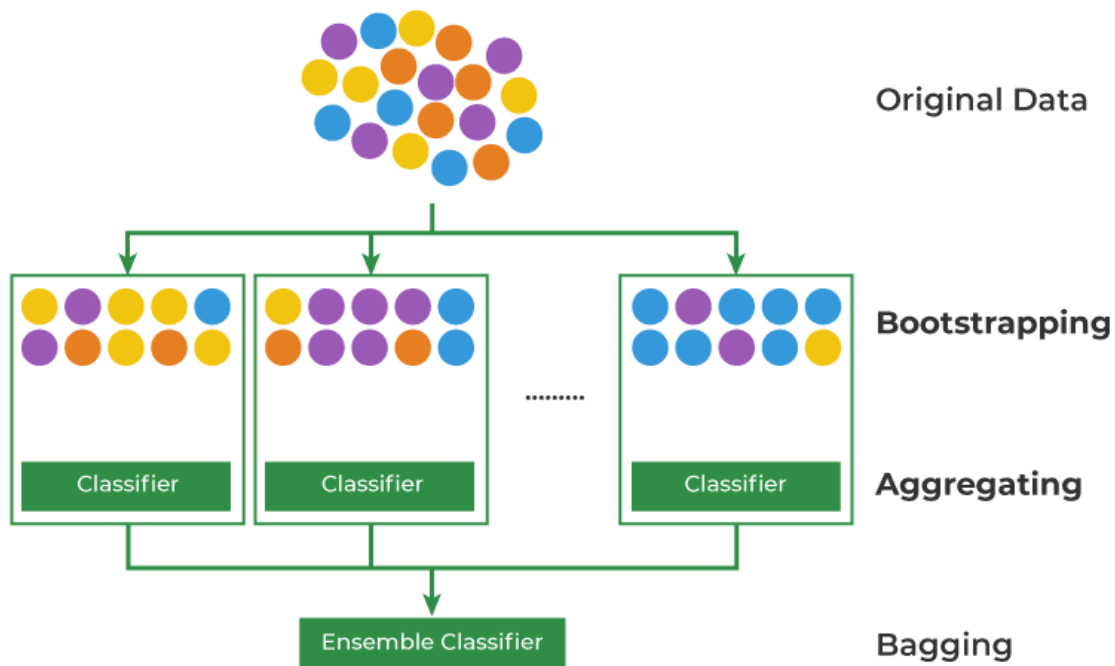 Original Data
Bootstrapping
.........
Classifier
Classifier
Classifier
Aggregating
Ensemble Classifier
Bagging